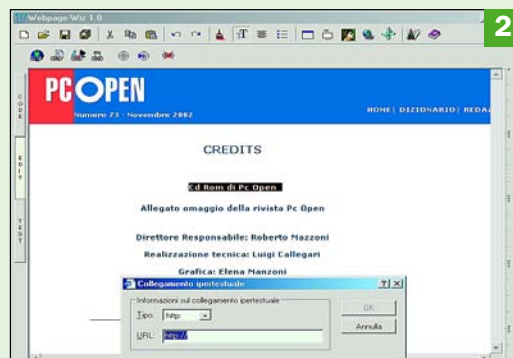 Webpage Wiz 1.0
2
CODE
EDIT
TEST
PC OPEN
Numero 73 - Novembre 2002
HOME | DIZIONARIO | REDA
CREDITS
Cd Rom di Pc Open
Allegato omaggio della rivista Pc Open
Direttore Responsabile: Roberto Mazzoni
Realizzazione tecnica: Luigi Callegari
Grafica: Elena Manzoni
Collegamento ipertestuale
Informazioni sul collegamento ipertestuale
Tipo: http:
OK
URL: http://
Annulla